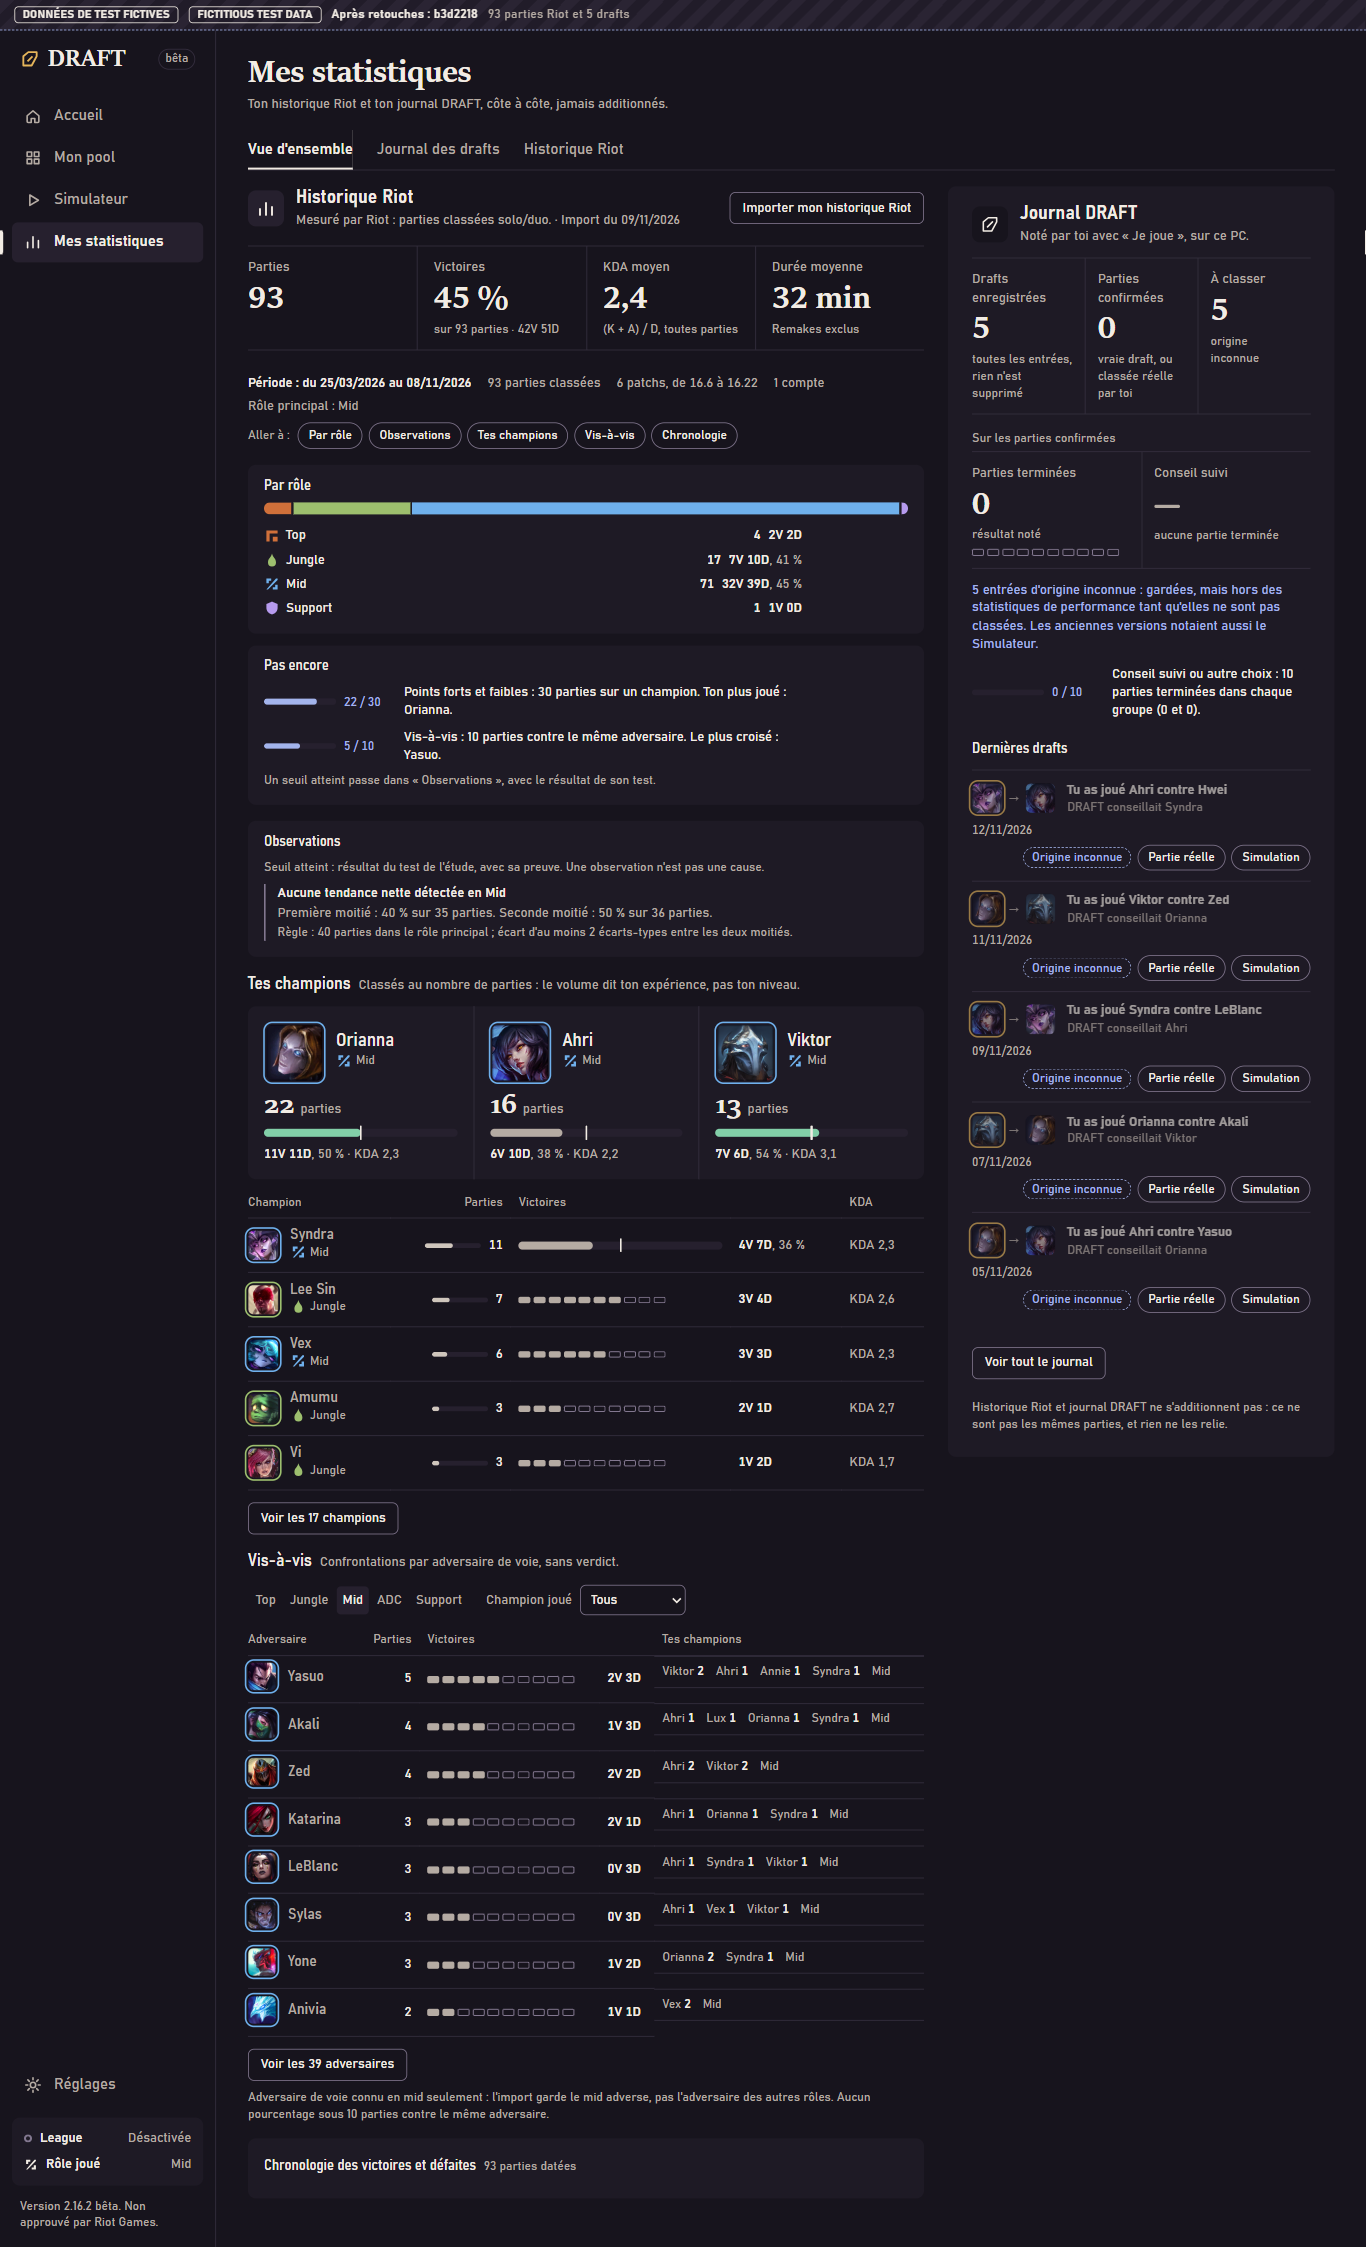 DONNÉES DE TEST FICTIVES FICTITIOUS TEST DATA Après retouches : b3d2218 93 parties Riot et 5 drafts
DRAFT bêta
Accueil
Mon pool
Simulateur
Mes statistiques
Mes statistiques
Ton historique Riot et ton journal DRAFT, côte à côte, jamais additionnés.
Vue d'ensemble Journal des drafts Historique Riot
Historique Riot
Mesuré par Riot : parties classées solo/duo. · Import du 09/11/2026
Importer mon historique Riot
Parties
93
Victoires
45 %
sur 93 parties · 42V 51D
KDA moyen
2,4
(K + A) / D, toutes parties
Durée moyenne
32 min
Remakes exclus
Période : du 25/03/2026 au 08/11/2026 93 parties classées 6 patchs, de 16.6 à 16.22 1 compte
Rôle principal : Mid
Aller à : Par rôle Observations Tes champions Vis-à-vis Chronologie
Par rôle
Top 4 2V 2D
Jungle 17 7V 10D, 41 %
Mid 71 32V 39D, 45 %
Support 1 1V 0D
Pas encore
22 / 30 Points forts et faibles : 30 parties sur un champion. Ton plus joué :
Orianna.
5 / 10 Vis-à-vis : 10 parties contre le même adversaire. Le plus croisé :
Yasuo.
Un seuil atteint passe dans « Observations », avec le résultat de son test.
Observations
Seuil atteint : résultat du test de l'étude, avec sa preuve. Une observation n'est pas une cause.
Aucune tendance nette détectée en Mid
Première moitié : 40 % sur 35 parties. Seconde moitié : 50 % sur 36 parties.
Règle : 40 parties dans le rôle principal ; écart d'au moins 2 écarts-types entre les deux moitiés.
Tes champions Classés au nombre de parties : le volume dit ton expérience, pas ton niveau.
Orianna
Mid
22 parties
11V 11D, 50 % · KDA 2,3
Ahri
Mid
16 parties
6V 10D, 38 % · KDA 2,2
Viktor
Mid
13 parties
7V 6D, 54 % · KDA 3,1
Champion Parties Victoires KDA
Syndra
Mid
11 4V 7D, 36 % KDA 2,3
Lee Sin
Jungle
7 3V 4D KDA 2,6
Vex
Mid
6 3V 3D KDA 2,3
Amumu
Jungle
3 2V 1D KDA 2,7
Vi
Jungle
3 1V 2D KDA 1,7
Voir les 17 champions
Vis-à-vis Confrontations par adversaire de voie, sans verdict.
Top Jungle Mid ADC Support Champion joué Tous
Adversaire Parties Victoires Tes champions
Yasuo 5 2V 3D Viktor 2 Ahri 1 Annie 1 Syndra 1 Mid
Akali 4 1V 3D Ahri 1 Lux 1 Orianna 1 Syndra 1 Mid
Zed 4 2V 2D Ahri 2 Viktor 2 Mid
Katarina 3 2V 1D Ahri 1 Orianna 1 Syndra 1 Mid
LeBlanc 3 0V 3D Ahri 1 Syndra 1 Viktor 1 Mid
Sylas 3 0V 3D Ahri 1 Vex 1 Viktor 1 Mid
Yone 3 1V 2D Orianna 2 Syndra 1 Mid
Anivia 2 1V 1D Vex 2 Mid
Voir les 39 adversaires
Adversaire de voie connu en mid seulement : l'import garde le mid adverse, pas l'adversaire des autres rôles. Aucun
pourcentage sous 10 parties contre le même adversaire.
Chronologie des victoires et défaites 93 parties datées
Journal DRAFT
Noté par toi avec « Je joue », sur ce PC.
Drafts
enregistrées
5
toutes les entrées,
rien n'est
supprimé
Parties
confirmées
0
vraie draft, ou
classée réelle
par toi
À classer
5
origine
inconnue
Sur les parties confirmées
Parties terminées
0
résultat noté
Conseil suivi
—
aucune partie terminée
5 entrées d'origine inconnue : gardées, mais hors des
statistiques de performance tant qu'elles ne sont pas
classées. Les anciennes versions notaient aussi le
Simulateur.
0 / 10 Conseil suivi ou autre choix : 10
parties terminées dans chaque
groupe (0 et 0).
Dernières drafts
→ Tu as joué Ahri contre Hwei
DRAFT conseillait Syndra
12/11/2026
Origine inconnue Partie réelle Simulation
→ Tu as joué Viktor contre Zed
DRAFT conseillait Orianna
11/11/2026
Origine inconnue Partie réelle Simulation
→ Tu as joué Syndra contre LeBlanc
DRAFT conseillait Ahri
09/11/2026
Origine inconnue Partie réelle Simulation
→ Tu as joué Orianna contre Akali
DRAFT conseillait Viktor
07/11/2026
Origine inconnue Partie réelle Simulation
→ Tu as joué Ahri contre Yasuo
DRAFT conseillait Orianna
05/11/2026
Origine inconnue Partie réelle Simulation
Voir tout le journal
Historique Riot et journal DRAFT ne s'additionnent pas : ce ne
sont pas les mêmes parties, et rien ne les relie.
Réglages
League Désactivée
Rôle joué Mid
Version 2.16.2 bêta. Non
approuvé par Riot Games.